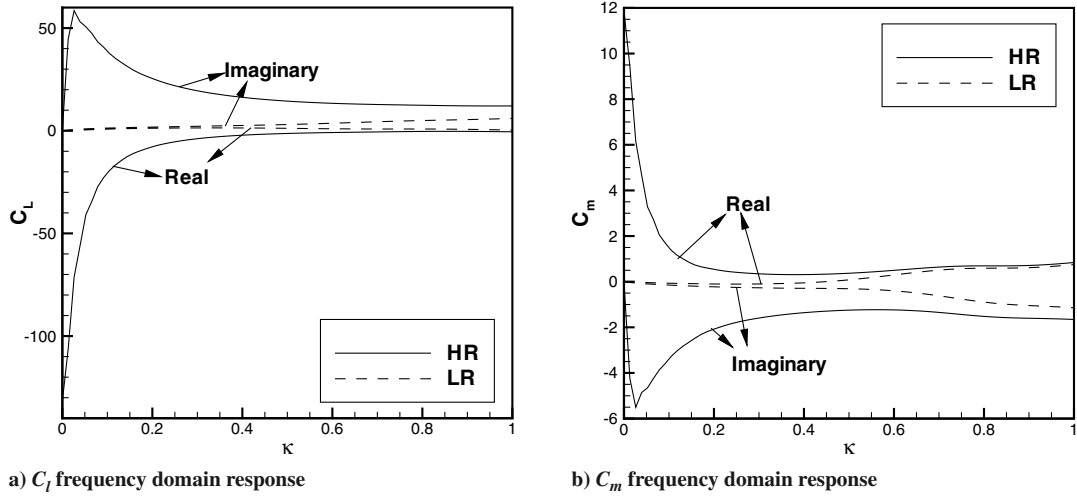 50
0
-50
-100
C_L
Imaginary
Real
HR
LR
0
0.2
0.4
0.6
0.8
1
κ
a) C_l frequency domain response
12
10
8
6
4
2
0
-2
-4
-6
C_m
HR
LR
Real
Imaginary
0
0.2
0.4
0.6
0.8
1
κ
b) C_m frequency domain response